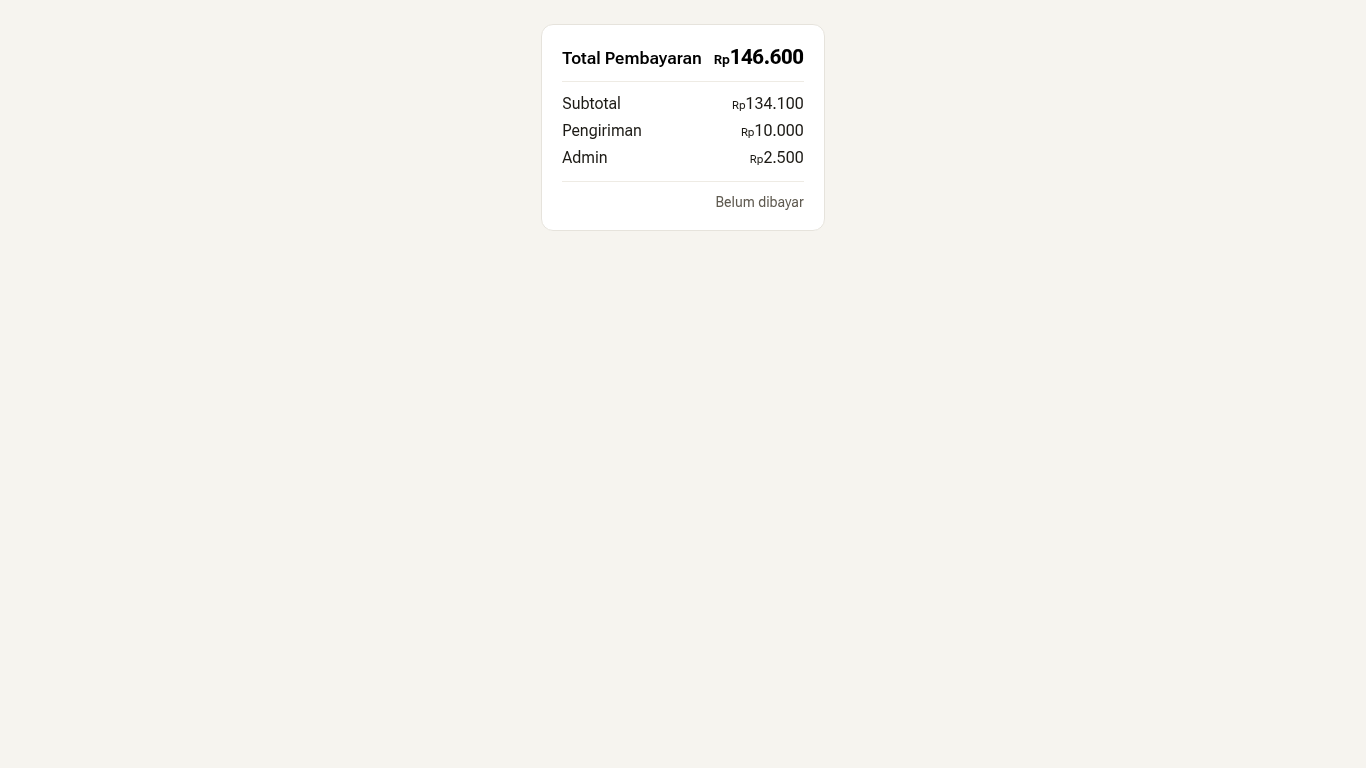 Total Pembayaran Rp146.600
Subtotal Rp134.100
Pengiriman Rp10.000
Admin Rp2.500
Belum dibayar